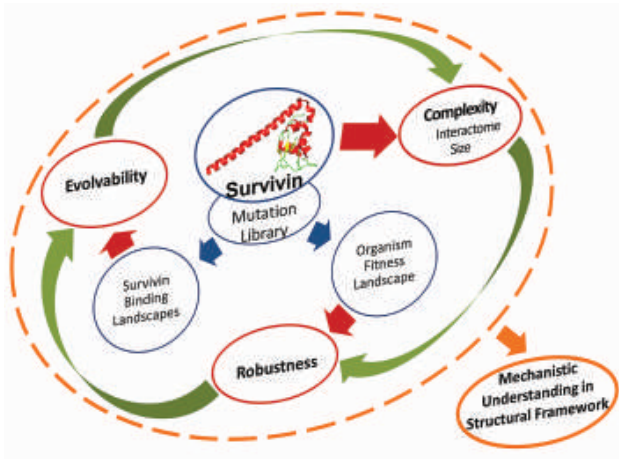 Complexity
Interactome
Size
Survivin
Mutation
Library
Evolvability
Organism
Fitness
Landscape
Survivin
Binding
Landscapes
Robustness
Mechanistic
Understanding in
Structural Framework